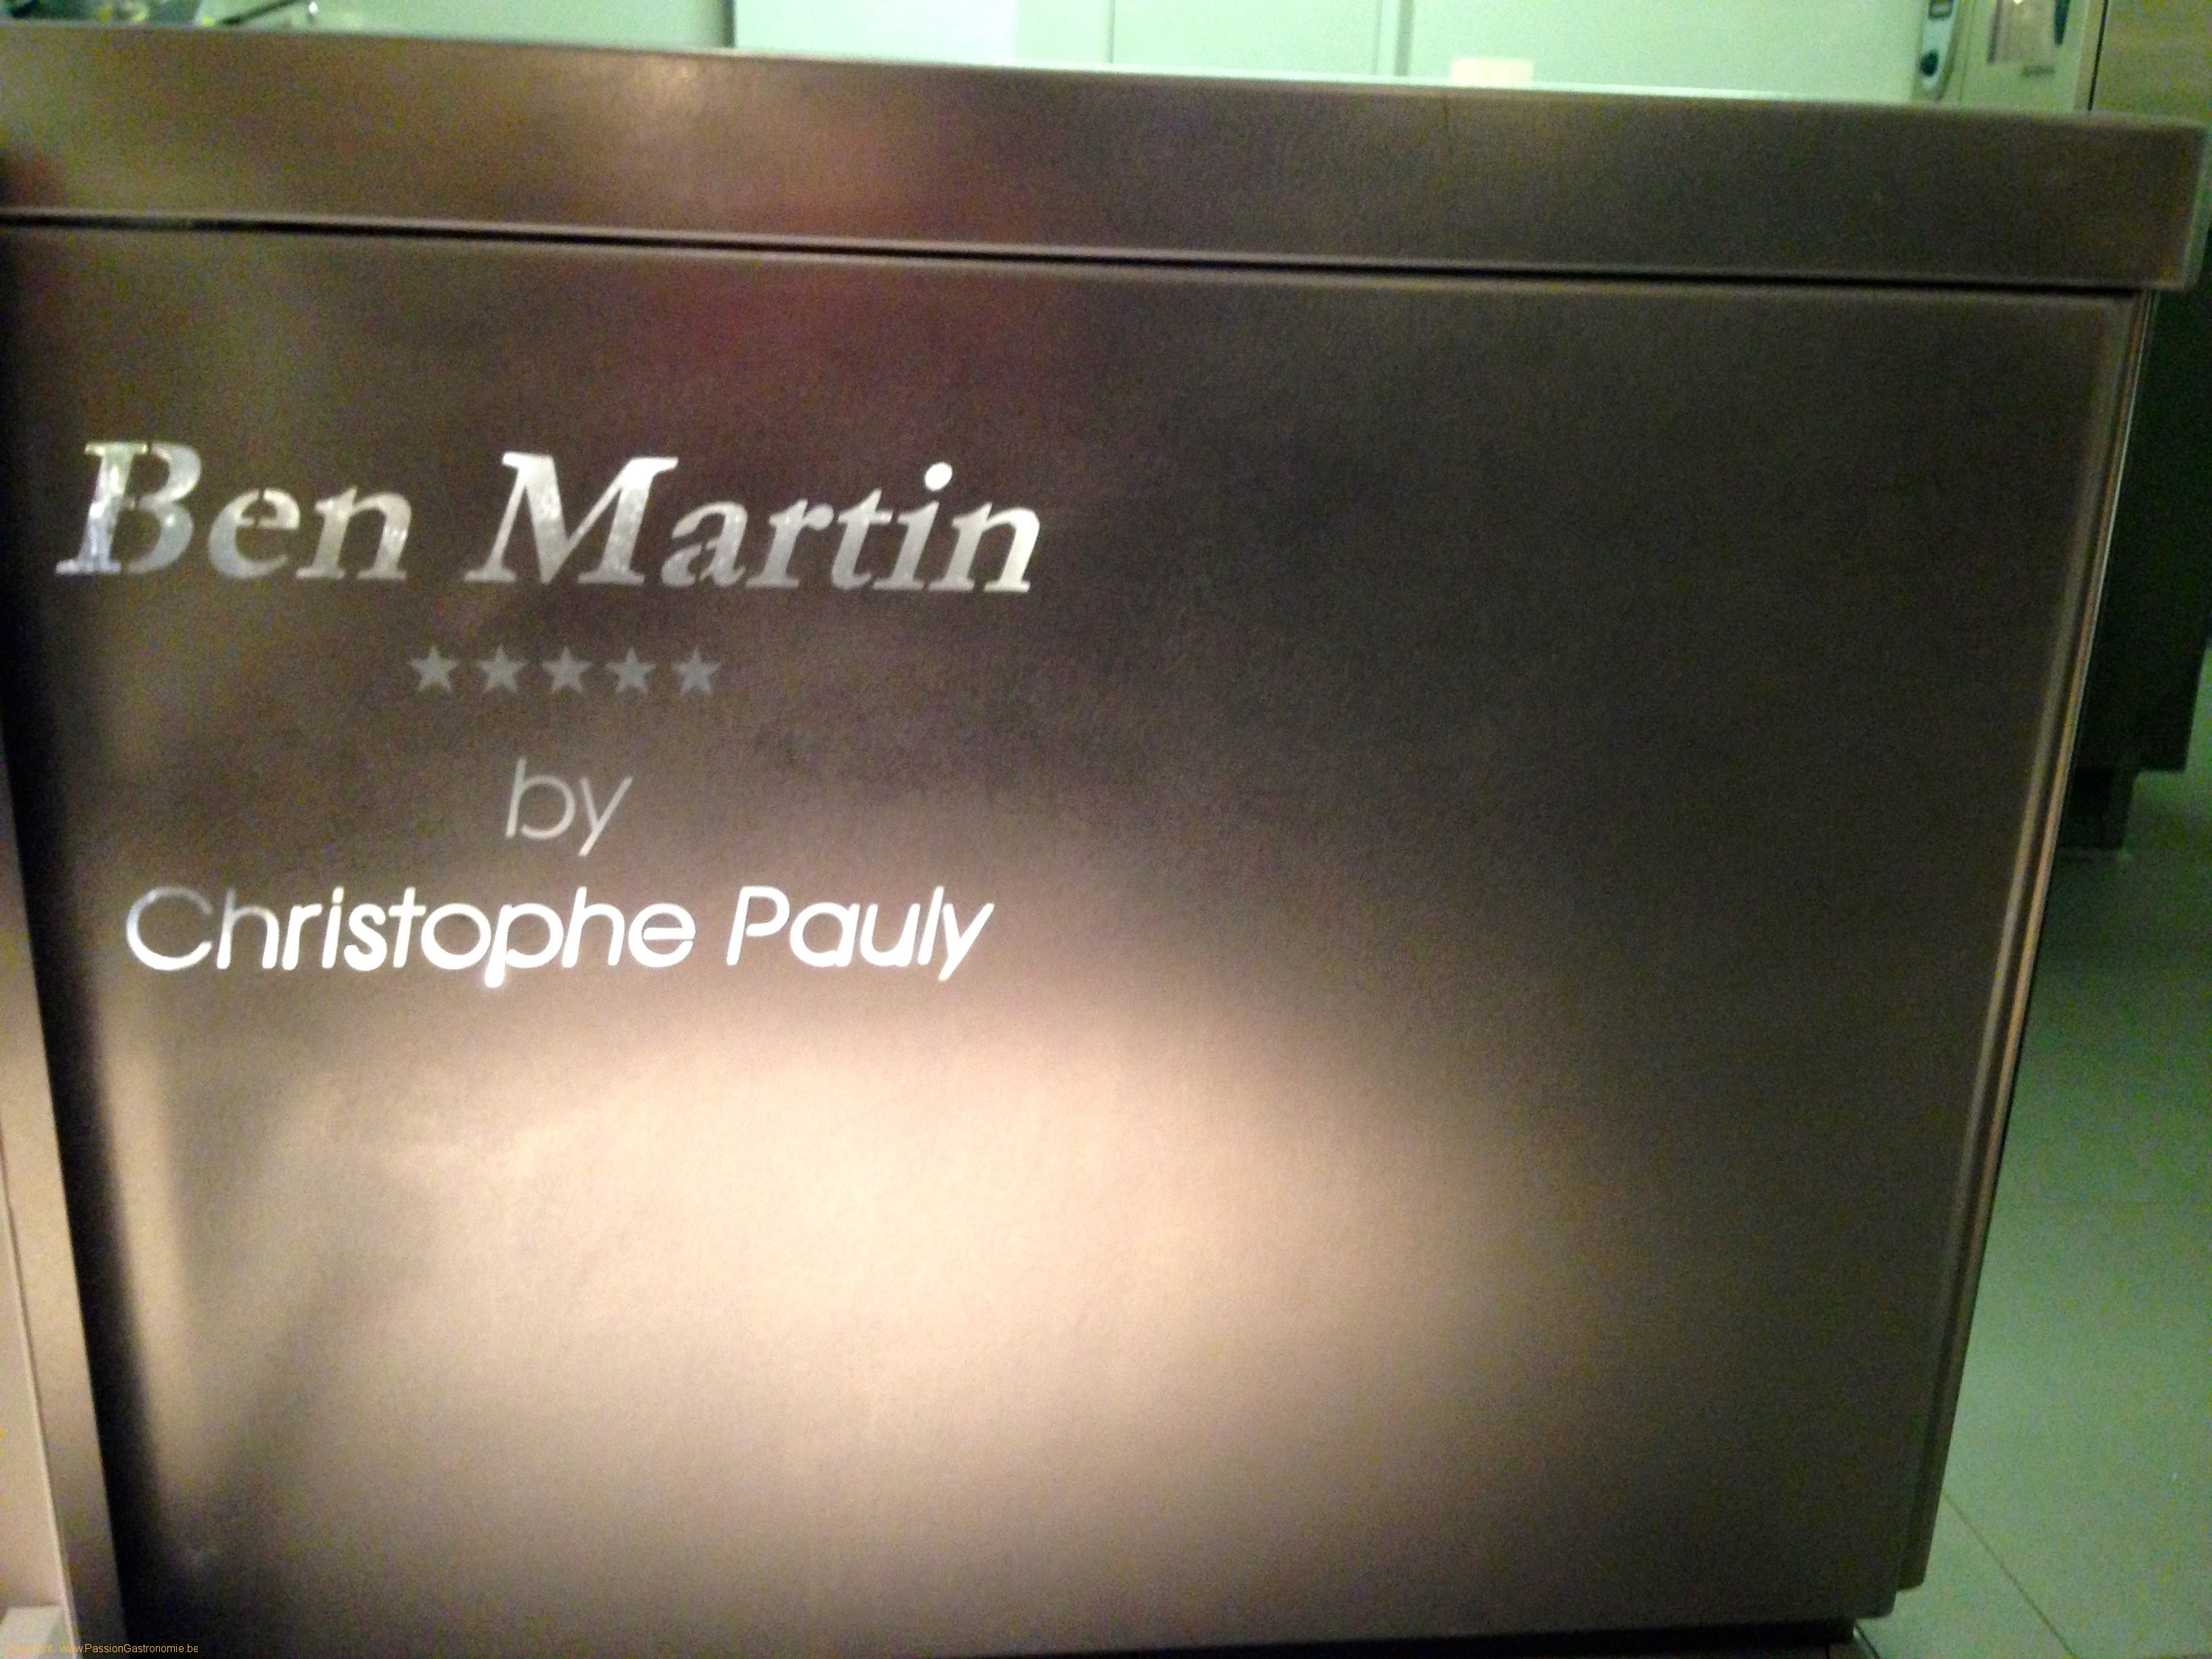 Ben Martin
★★★★★
by
Christophe Pauly
www.PassionGastronomie.be